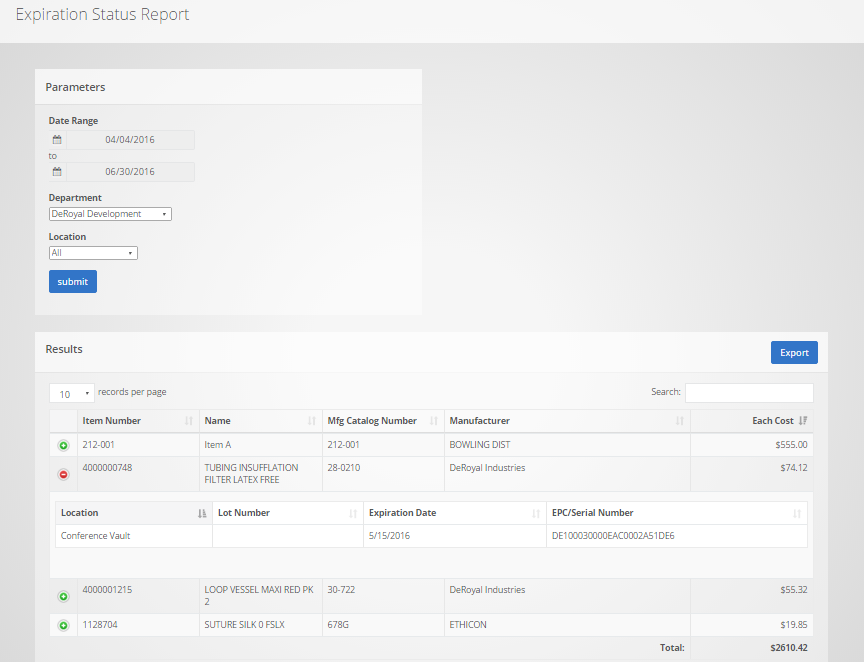 Expiration Status Report
Parameters
Date Range
04/04/2016
to
06/30/2016
Department
DeRoyal Development
Location
All
submit
Results
Export
10 records per page Search:
Item Number Name Mfg Catalog Number Manufacturer Each Cost
212-001 Item A 212-001 BOWLING DIST $555.00
4000000748 TUBING INSUFFLATION 28-0210 DeRoyal Industries $74.12
FILTER LATEX FREE
Location Lot Number Expiration Date EPC/Serial Number
Conference Vault 5/15/2016 DE100030000EAC0002A51DE6
4000001215 LOOP VESSEL MAXI RED PK 30-722 DeRoyal Industries $55.32
2
1128704 SUTURE SILK 0 FSLX 678G ETHICON $19.85
Total: $2610.42